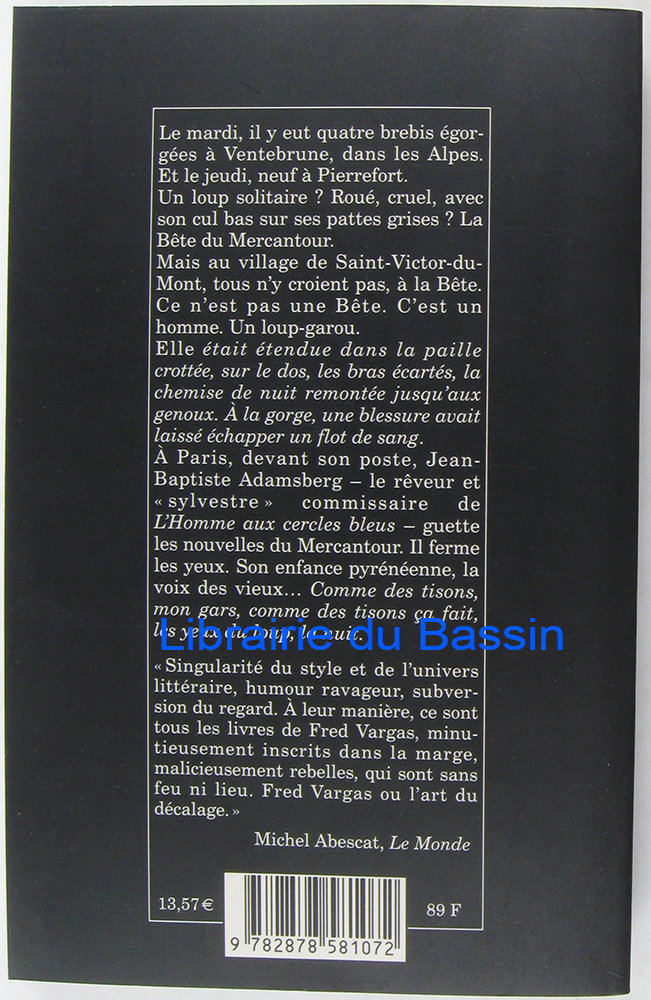 Le mardi, il y eut quatre brebis égor-
gées à Ventebrune, dans les Alpes.
Et le jeudi, neuf à Pierrefort.
Un loup solitaire ? Roué, cruel, avec
son cul bas sur ses pattes grises ? La
Bête du Mercantour.
Mais au village de Saint-Victor-du-
Mont, tous n'y croient pas, à la Bête.
Ce n'est pas une Bête. C'est un
homme. Un loup-garou.
Elle était étendue dans la paille
crottée, sur le dos, les bras écartés, la
chemise de nuit remontée jusqu'aux
genoux. À la gorge, une blessure avait
laissé échapper un flot de sang.
À Paris, devant son poste, Jean-
Baptiste Adamsberg – le rêveur et
« sylvestre » commissaire de
L'Homme aux cercles bleus – guette
les nouvelles du Mercantour. Il ferme
les yeux. Son enfance pyrénéenne, la
voix des vieux... Comme des tisons,
mon gars, comme des tisons ça fait,
les yeux du loup, la nuit.
Librairie du Bassin
« Singularité du style et de l'univers
littéraire, humour ravageur, subver-
sion du regard. À leur manière, ce sont
tous les livres de Fred Vargas, minu-
tieusement inscrits dans la marge,
malicieusement rebelles, qui sont sans
feu ni lieu. Fred Vargas ou l'art du
décalage. »
Michel Abescat, Le Monde
13,57 €
89 F
9 782878 581072